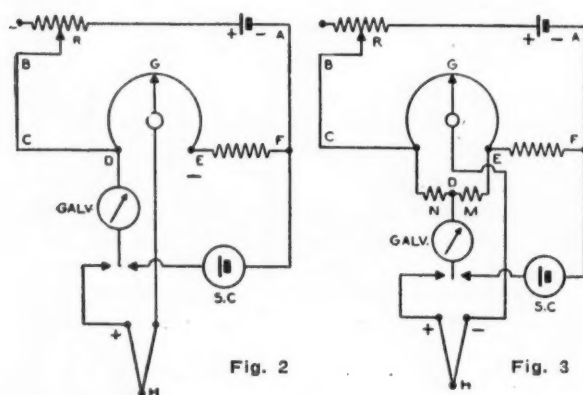 R
+ - A
B
G
C
D
E
F
-
GALV.
S.C
+
H
Fig. 2
R
+ - A
B
G
C
E
F
D
N
M
GALV.
S.C
+
-
H
Fig. 3